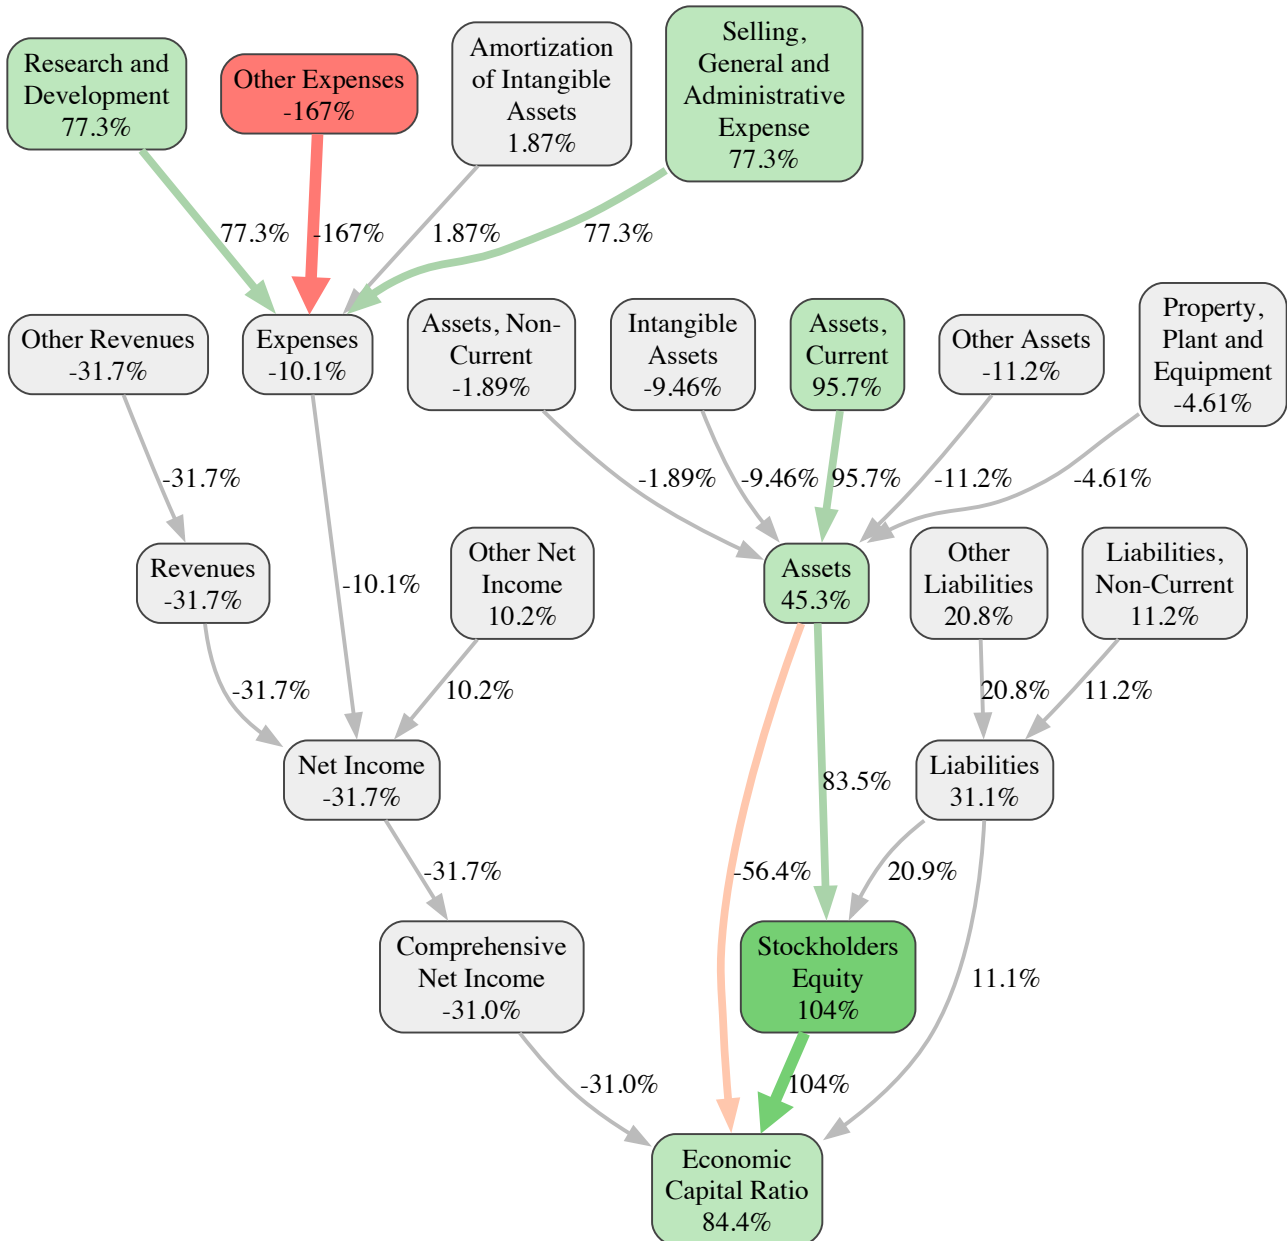 Research and
Development
77.3%
Other Expenses
-167%
Amortization
of Intangible
Assets
1.87%
Selling,
General and
Administrative
Expense
77.3%
77.3%
-167%
1.87%
77.3%
Other Revenues
-31.7%
Expenses
-10.1%
Assets, Non-
Current
-1.89%
Intangible
Assets
-9.46%
Assets,
Current
95.7%
Other Assets
-11.2%
Property,
Plant and
Equipment
-4.61%
-31.7%
-1.89%
-9.46%
95.7%
-11.2%
-4.61%
Revenues
-31.7%
-10.1%
Other Net
Income
10.2%
Assets
45.3%
Other
Liabilities
20.8%
Liabilities,
Non-Current
11.2%
-31.7%
10.2%
20.8%
11.2%
Net Income
-31.7%
83.5%
Liabilities
31.1%
-31.7%
-56.4%
20.9%
Comprehensive
Net Income
-31.0%
Stockholders
Equity
104%
11.1%
-31.0%
104%
Economic
Capital Ratio
84.4%